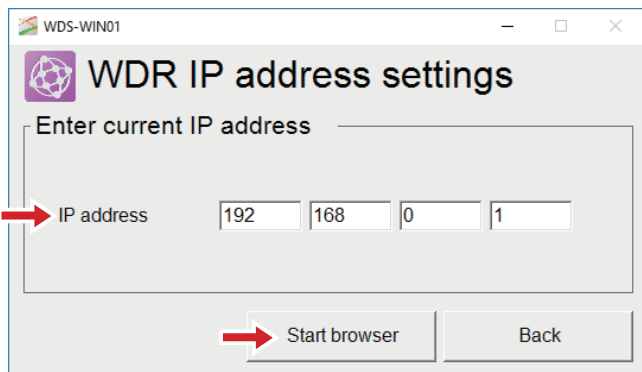 WDS-WIN01
WDR IP address settings
Enter current IP address
IP address 192 168 0 1
Start browser Back